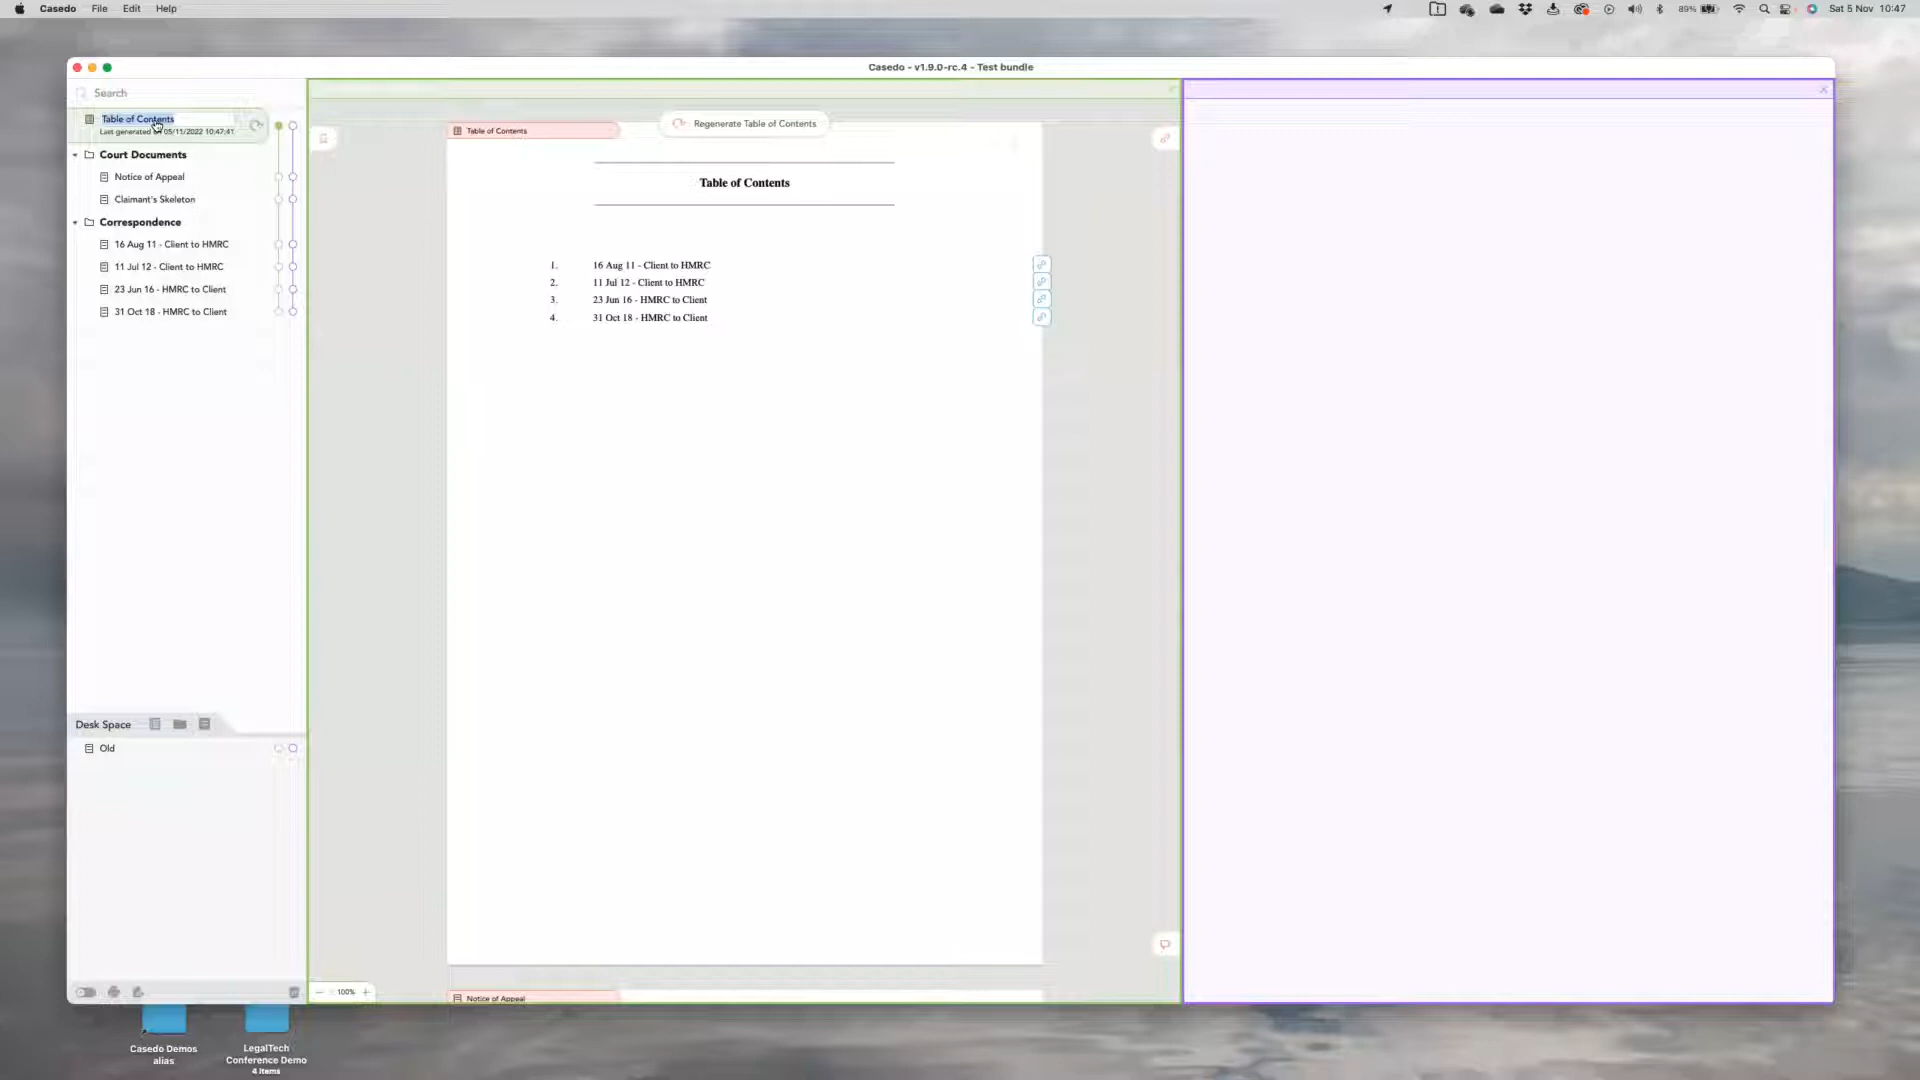 Casedo File Edit Help
89% Sat 5 Nov 10:47
Casedo - v1.9.0-rc.4 - Test bundle
Search
Table of Contents
Last generated 05/11/2022 10:47:41
Court Documents
Notice of Appeal
Claimant's Skeleton
Correspondence
16 Aug 11 - Client to HMRC
11 Jul 12 - Client to HMRC
23 Jun 16 - HMRC to Client
31 Oct 18 - HMRC to Client
Desk Space
Old
Table of Contents
Regenerate Table of Contents
Table of Contents
1. 16 Aug 11 - Client to HMRC
2. 11 Jul 12 - Client to HMRC
3. 23 Jun 16 - HMRC to Client
4. 31 Oct 18 - HMRC to Client
100%
Notice of Appeal
Casedo Demos
alias
LegalTech
Conference Demo
4 items